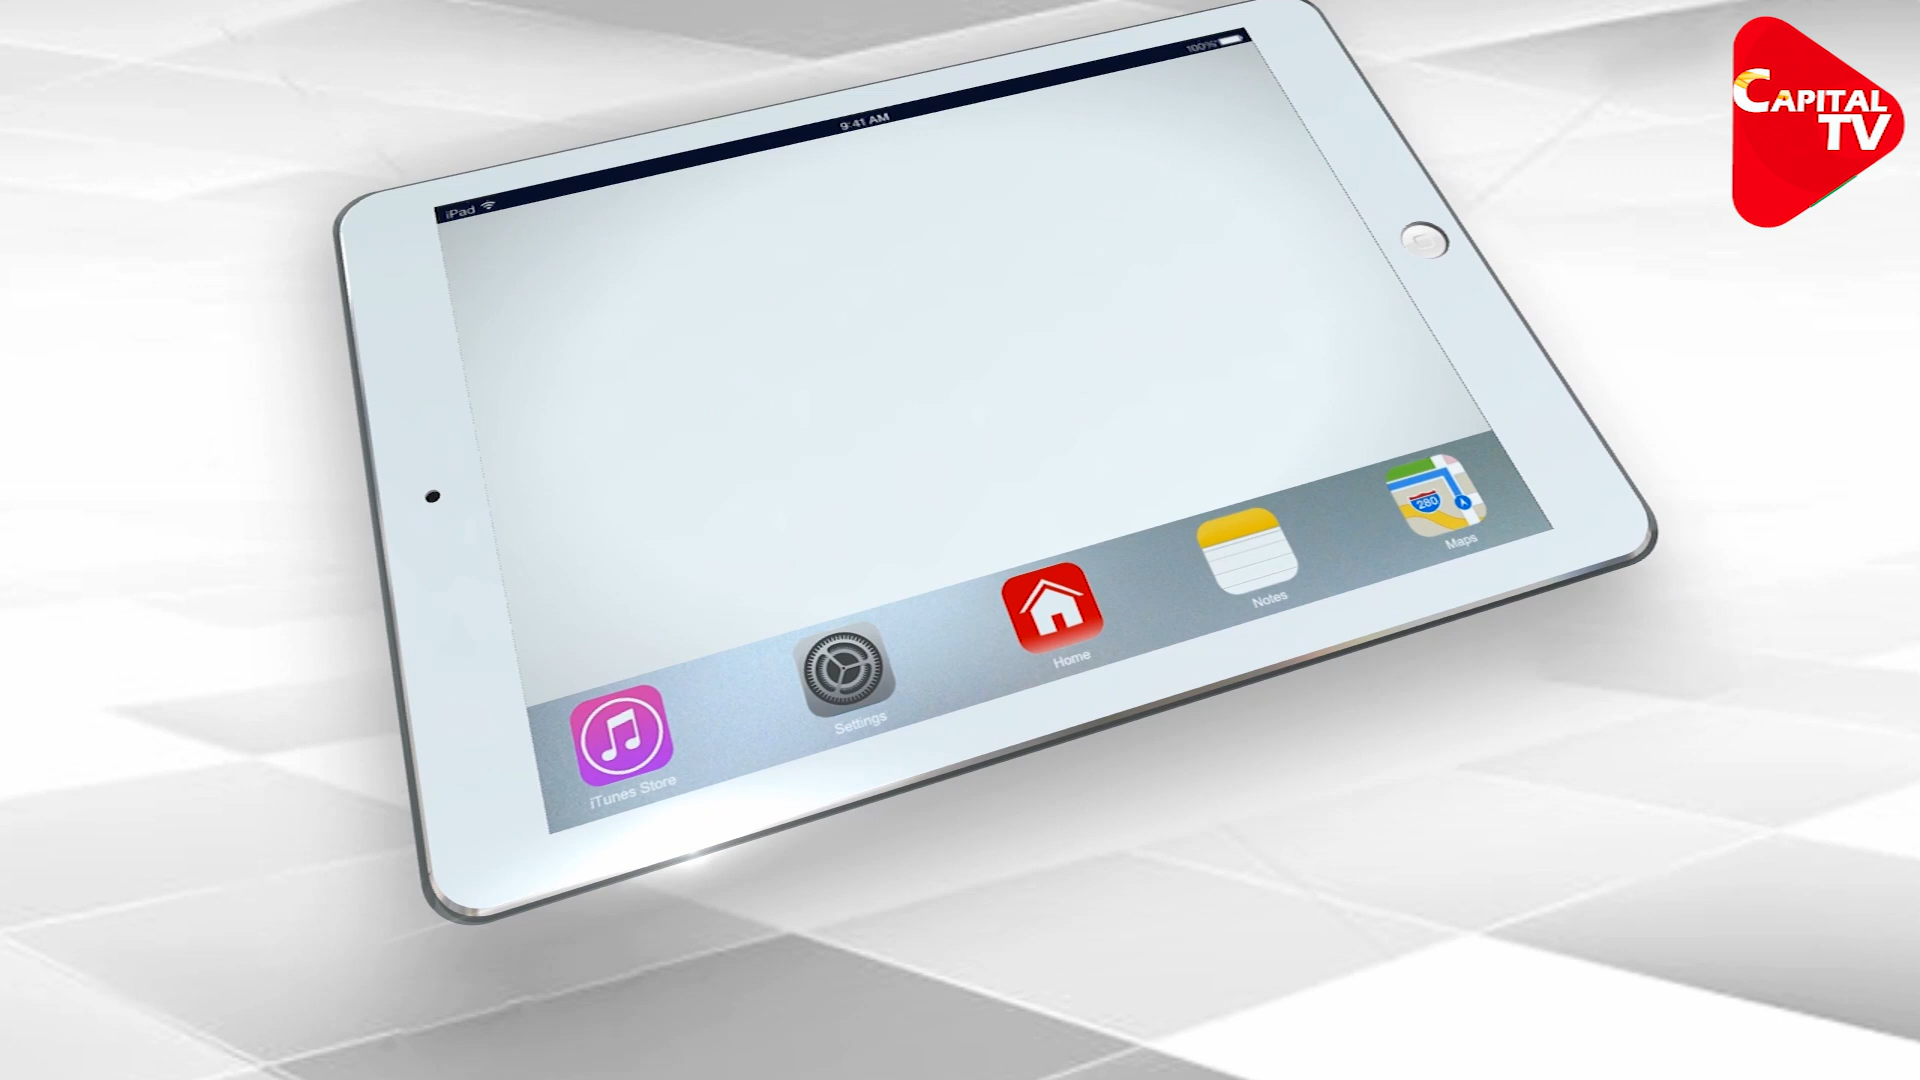 CAPITAL
TV
100%
9:41 AM
iPad
280
Maps
Notes
Home
Settings
iTunes Store